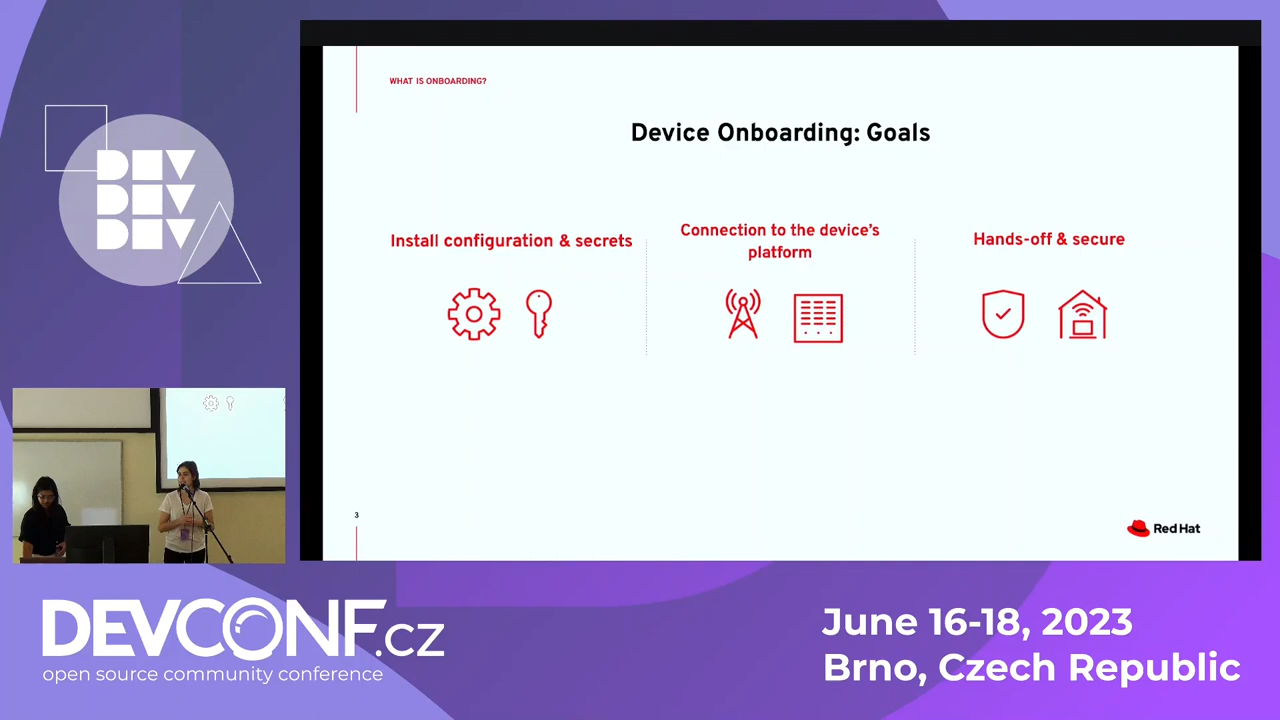 WHAT IS ONBOARDING?
Device Onboarding: Goals
Install configuration & secrets
Connection to the device's
platform
Hands-off & secure
3
Red Hat
DEV
DEV
DEV
DEVCONF.cz
open source community conference
June 16-18, 2023
Brno, Czech Republic